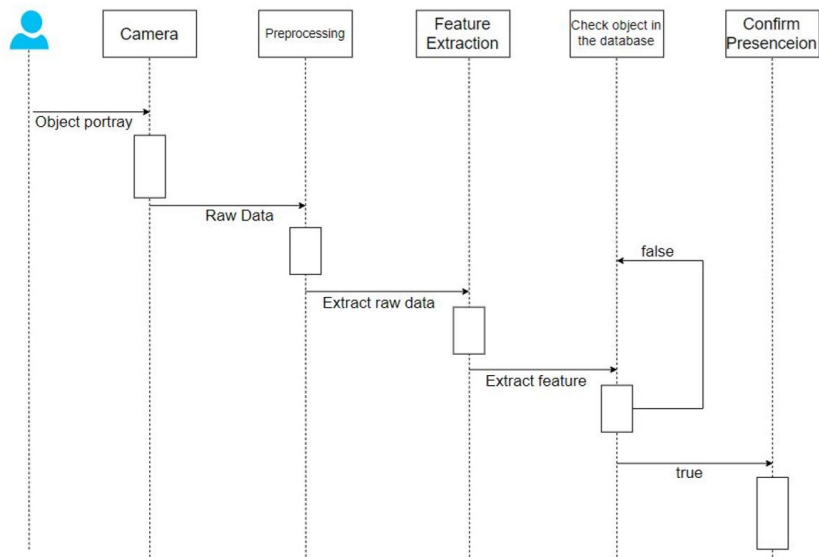 Camera
Preprocessing
Feature
Extraction
Check object in
the database
Confirm
Presenceion
Object portray
Raw Data
false
Extract raw data
Extract feature
true